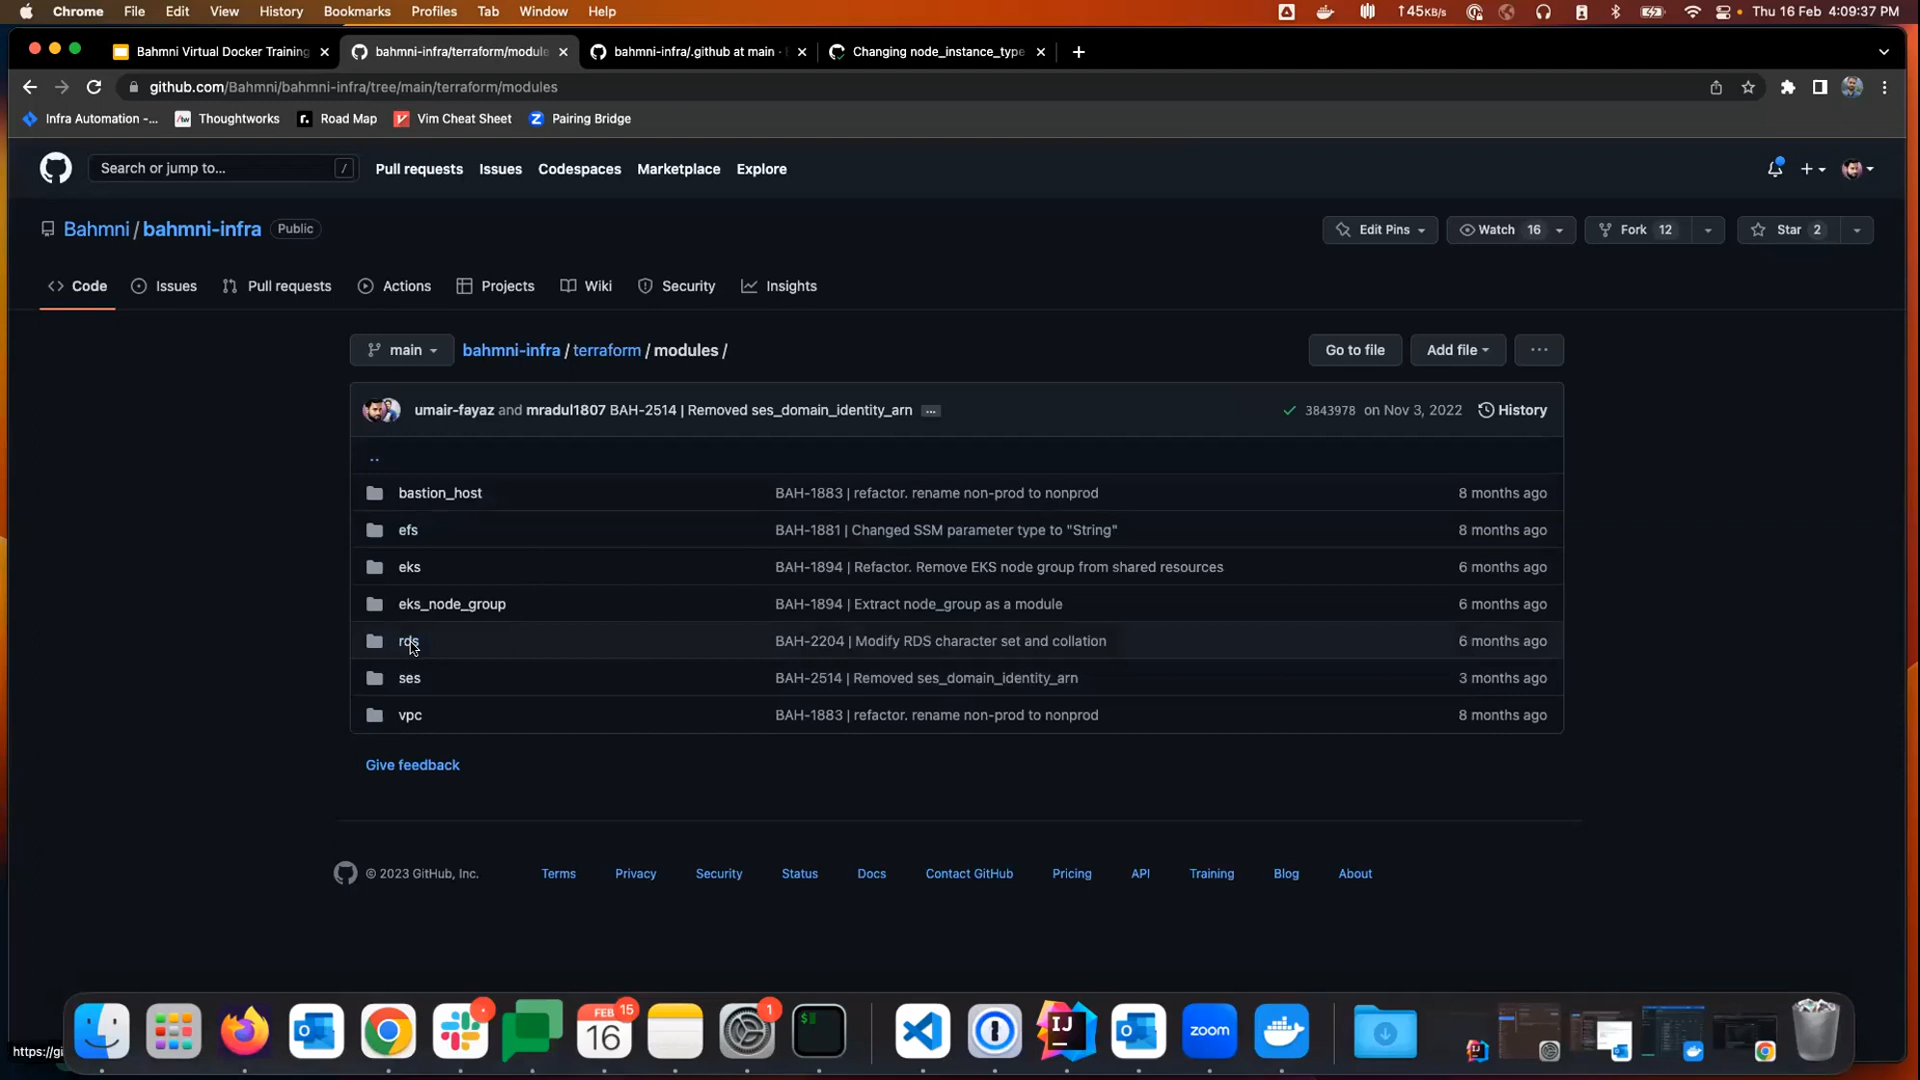 Chrome File Edit View History Bookmarks Profiles Tab Window Help ↑45KB/s Thu 16 Feb 4:09:37 PM
Bahmni Virtual Docker Training bahmni-infra/terraform/module bahmni-infra/.github at main · Changing node_instance_type
github.com/Bahmni/bahmni-infra/tree/main/terraform/modules
Infra Automation -... /tw Thoughtworks r. Road Map Vim Cheat Sheet Z Pairing Bridge
Search or jump to... / Pull requests Issues Codespaces Marketplace Explore
Bahmni / bahmni-infra Public Edit Pins Watch 16 Fork 12 Star 2
<> Code Issues Pull requests Actions Projects Wiki Security Insights
main bahmni-infra / terraform / modules / Go to file Add file ...
umair-fayaz and mradul1807 BAH-2514 | Removed ses_domain_identity_arn ... 3843978 on Nov 3, 2022 History
..
bastion_host BAH-1883 | refactor. rename non-prod to nonprod 8 months ago
efs BAH-1881 | Changed SSM parameter type to "String" 8 months ago
eks BAH-1894 | Refactor. Remove EKS node group from shared resources 6 months ago
eks_node_group BAH-1894 | Extract node_group as a module 6 months ago
rds BAH-2204 | Modify RDS character set and collation 6 months ago
ses BAH-2514 | Removed ses_domain_identity_arn 3 months ago
vpc BAH-1883 | refactor. rename non-prod to nonprod 8 months ago
Give feedback
© 2023 GitHub, Inc. Terms Privacy Security Status Docs Contact GitHub Pricing API Training Blog About
FEB 15
16 1 $ IJ zoom
https://gi